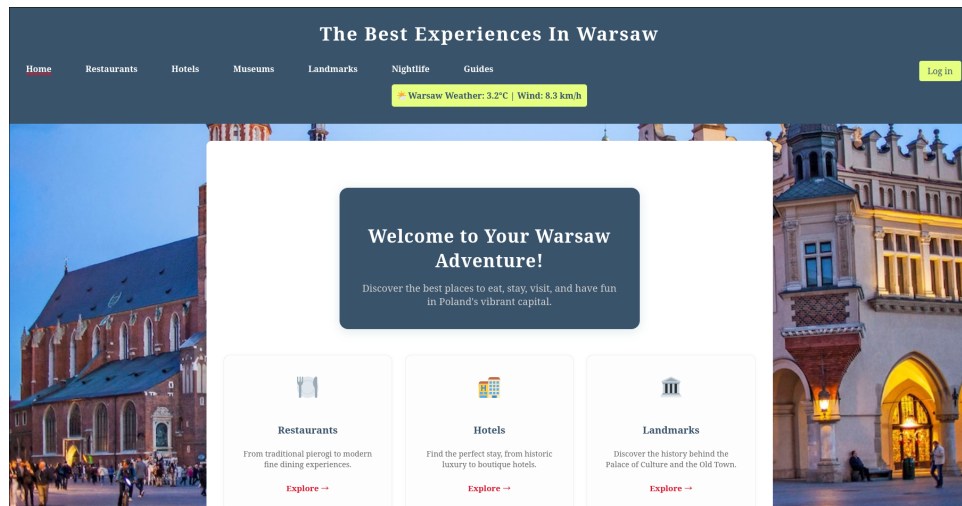 The Best Experiences In Warsaw
Home Restaurants Hotels Museums Landmarks Nightlife Guides Log in
Warsaw Weather: 3.2°C | Wind: 8.3 km/h
Welcome to Your Warsaw
Adventure!
Discover the best places to eat, stay, visit, and have fun
in Poland's vibrant capital.
Restaurants
From traditional pierogi to modern
fine dining experiences.
Explore →
Hotels
Find the perfect stay, from historic
luxury to boutique hotels.
Explore →
Landmarks
Discover the history behind the
Palace of Culture and the Old Town.
Explore →